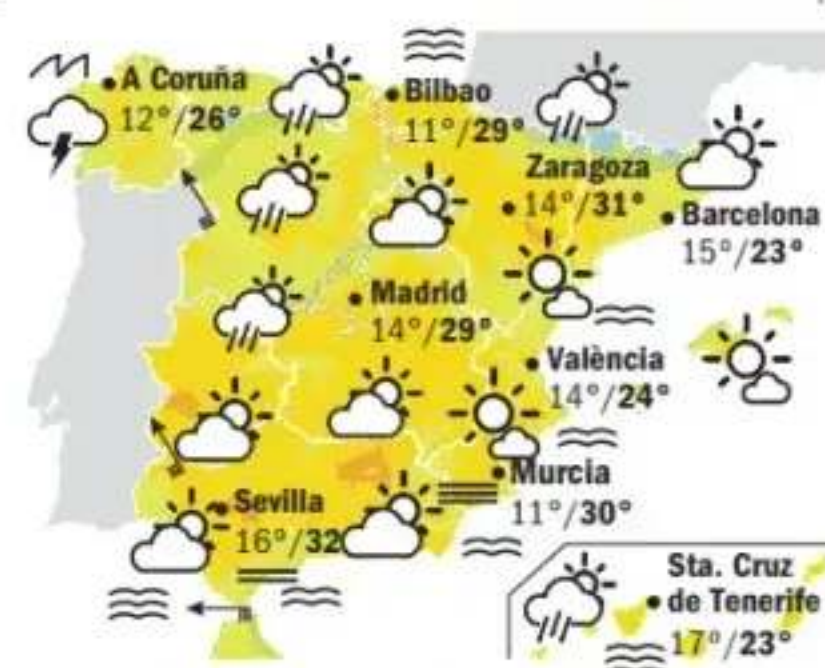 A Coruña
12°/26°
Bilbao
11°/29°
Zaragoza
14°/31°
Barcelona
15°/23°
Madrid
14°/29°
València
14°/24°
Murcia
11°/30°
Sevilla
16°/32
Sta. Cruz
de Tenerife
17°/23°